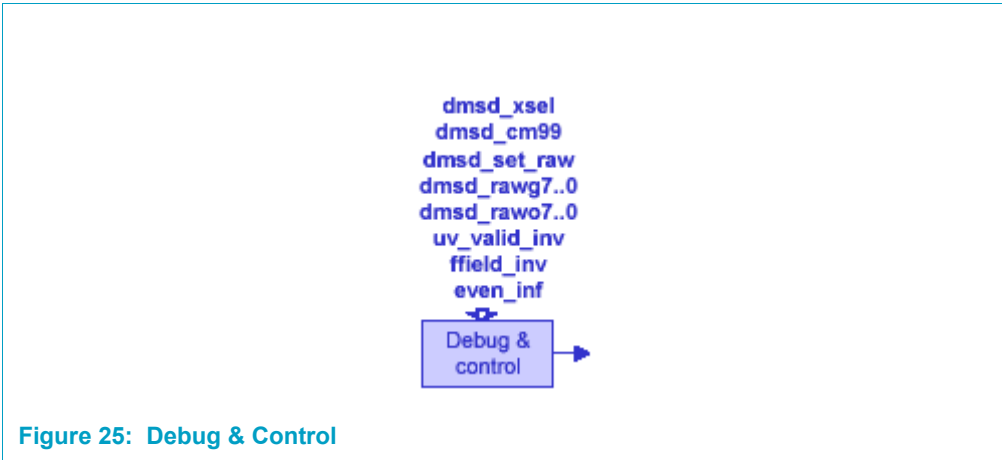 dmsd_xsel
dmsd_cm99
dmsd_set_raw
dmsd_rawg7..0
dmsd_rawo7..0
uv_valid_inv
ffield_inv
even_inf
Debug &
control
Figure 25: Debug & Control